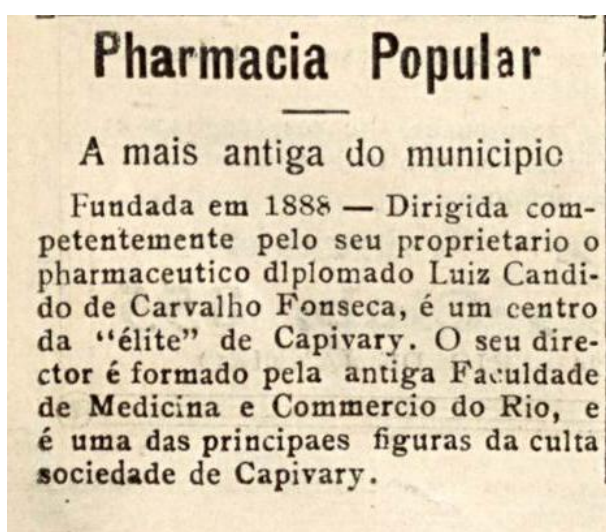 Pharmacia Popular
A mais antiga do municipio
Fundada em 1888 — Dirigida com-
petentemente pelo seu proprietario o
pharmaceutico dlplomado Luiz Candi-
do de Carvalho Fonseca, é um centro
da “élite” de Capivary. O seu dire-
ctor é formado pela antiga Faculdade
de Medicina e Commercio do Rio, e
é uma das principaes figuras da culta
sociedade de Capivary.